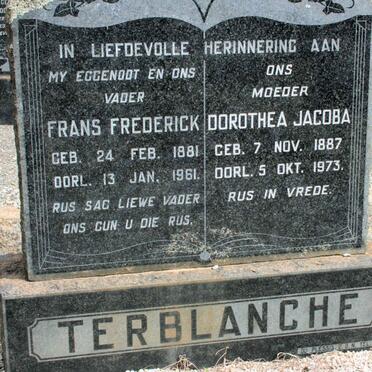 IN LIEFDEVOLLE HERINNERING AAN
MY EGGENOOT EN ONS
VADER
FRANS FREDERICK
GEB. 24 FEB. 1881
OORL. 13 JAN. 1961.
RUS SAG LIEWE VADER
ONS GUN U DIE RUS.
ONS
MOEDER
DOROTHEA JACOBA
GEB. 7 NOV. 1887
OORL. 5 OKT. 1973.
RUS IN VREDE.
TERBLANCHE